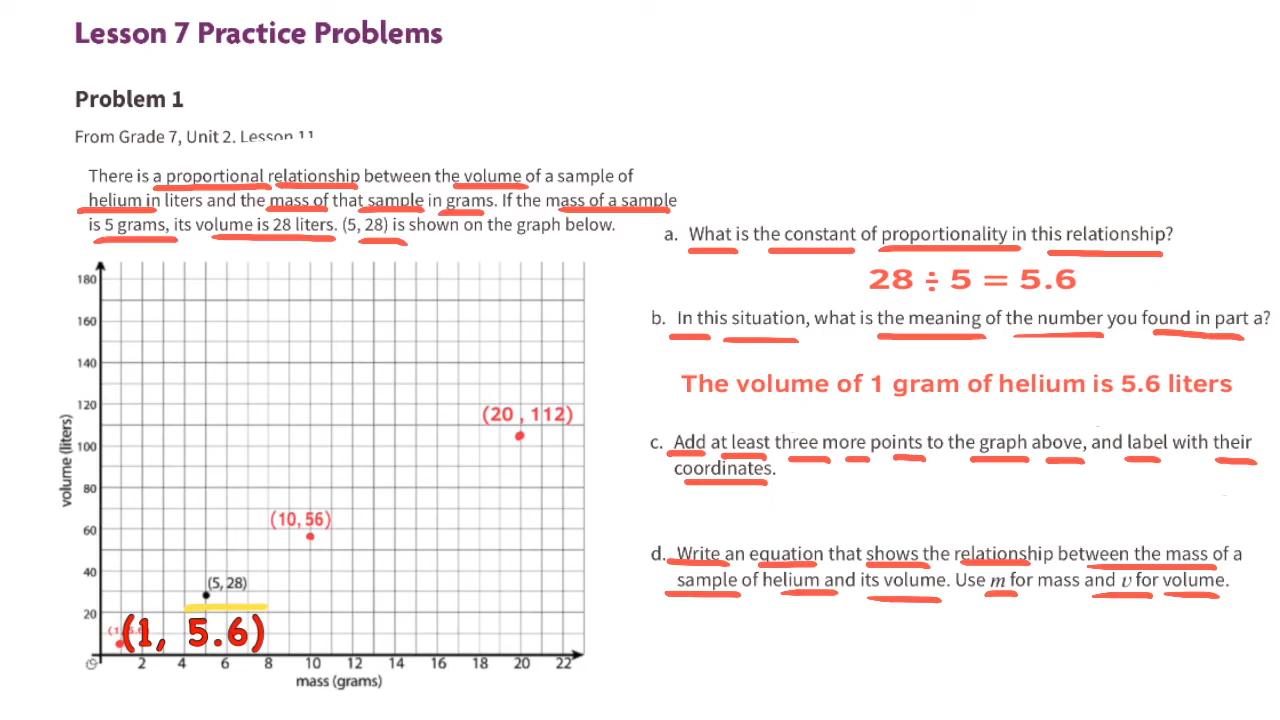 Lesson 7 Practice Problems
Problem 1
From Grade 7, Unit 2. Lesson 11
There is a proportional relationship between the volume of a sample of
helium in liters and the mass of that sample in grams. If the mass of a sample
is 5 grams, its volume is 28 liters. (5, 28) is shown on the graph below.
a. What is the constant of proportionality in this relationship?
28 ÷ 5 = 5.6
b. In this situation, what is the meaning of the number you found in part a?
The volume of 1 gram of helium is 5.6 liters
c. Add at least three more points to the graph above, and label with their
coordinates.
d. Write an equation that shows the relationship between the mass of a
sample of helium and its volume. Use m for mass and v for volume.
180
160
140
120
100
80
60
40
20
volume (liters)
(20 , 112)
(10, 56)
(5, 28)
(1, 5.6)
2 4 6 8 10 12 14 16 18 20 22
mass (grams)